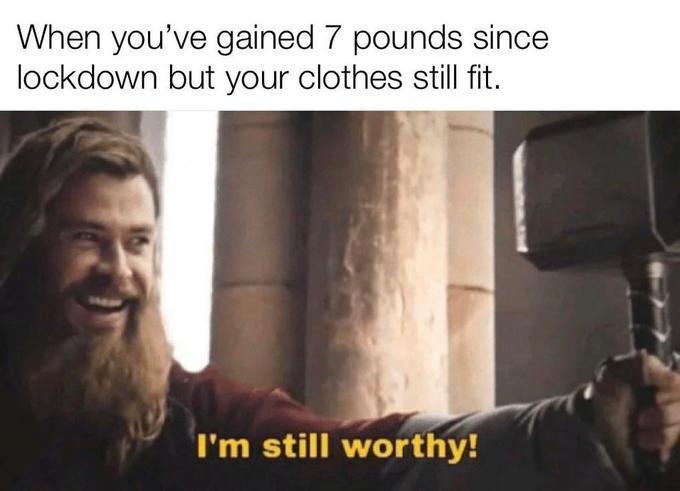 When you’ve gained 7 pounds since
lockdown but your clothes still fit.
I'm still worthy!